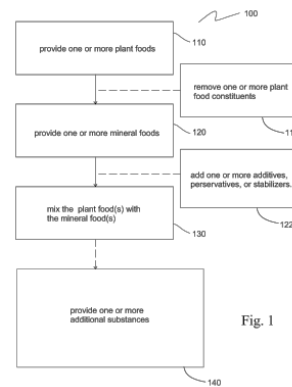 100
provide one or more plant foods
110
remove one or more plant
food constituents
11
provide one or more mineral foods
120
add one or more additives,
perservatives, or stabilizers.
122
mix the plant food(s) with
the mineral food(s)
130
provide one or more
additional substances
140
Fig. 1